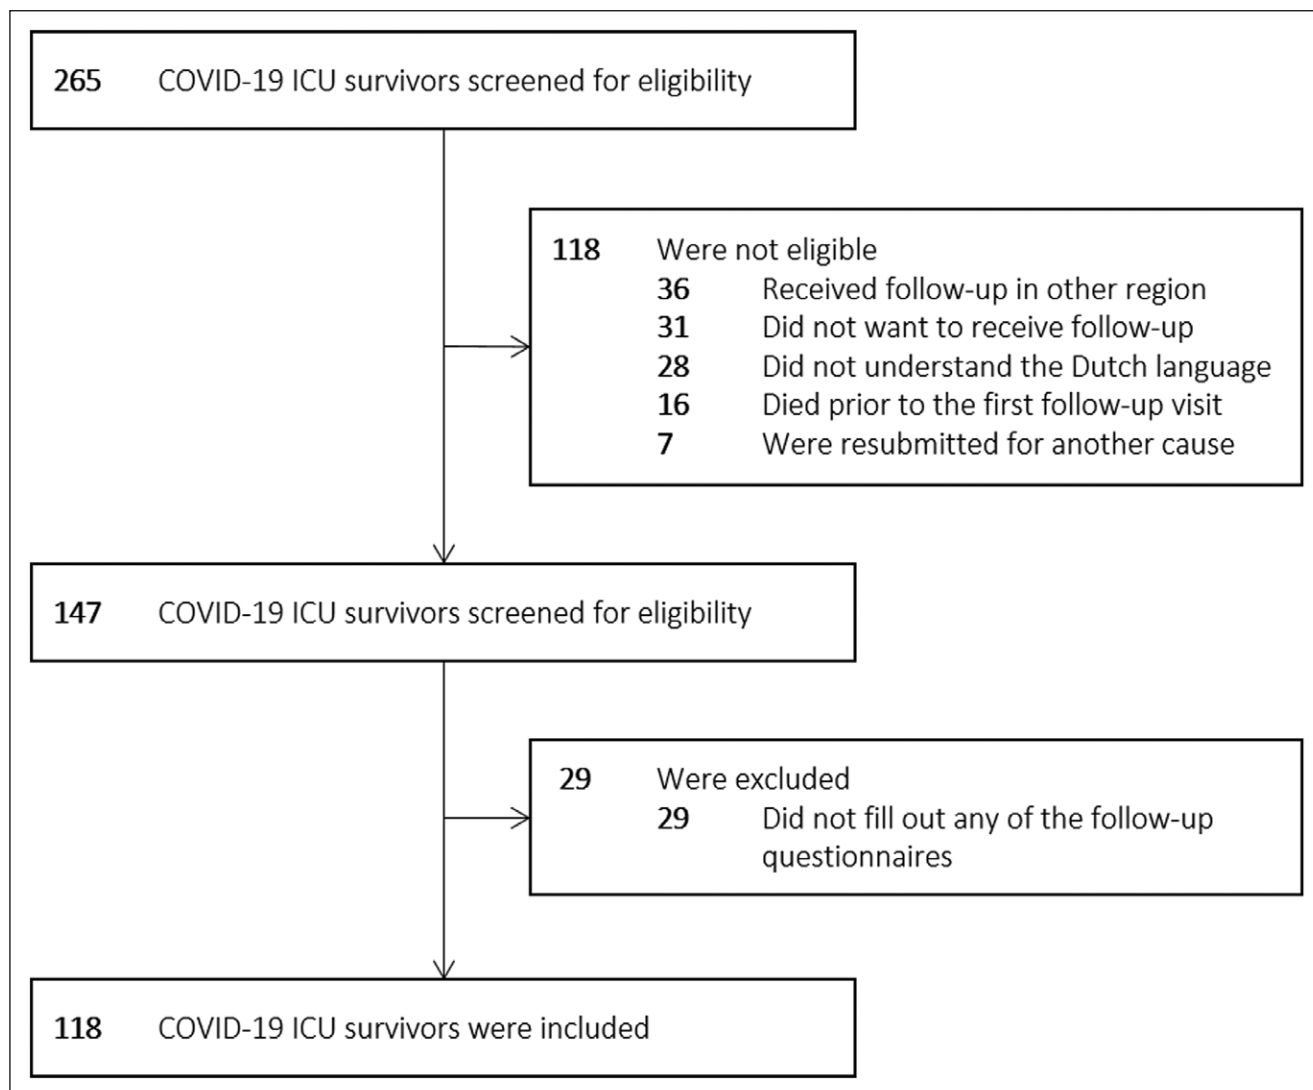 265 COVID-19 ICU survivors screened for eligibility
118 Were not eligible
36 Received follow-up in other region
31 Did not want to receive follow-up
28 Did not understand the Dutch language
16 Died prior to the first follow-up visit
7 Were resubmitted for another cause
147 COVID-19 ICU survivors screened for eligibility
29 Were excluded
29 Did not fill out any of the follow-up
questionnaires
118 COVID-19 ICU survivors were included